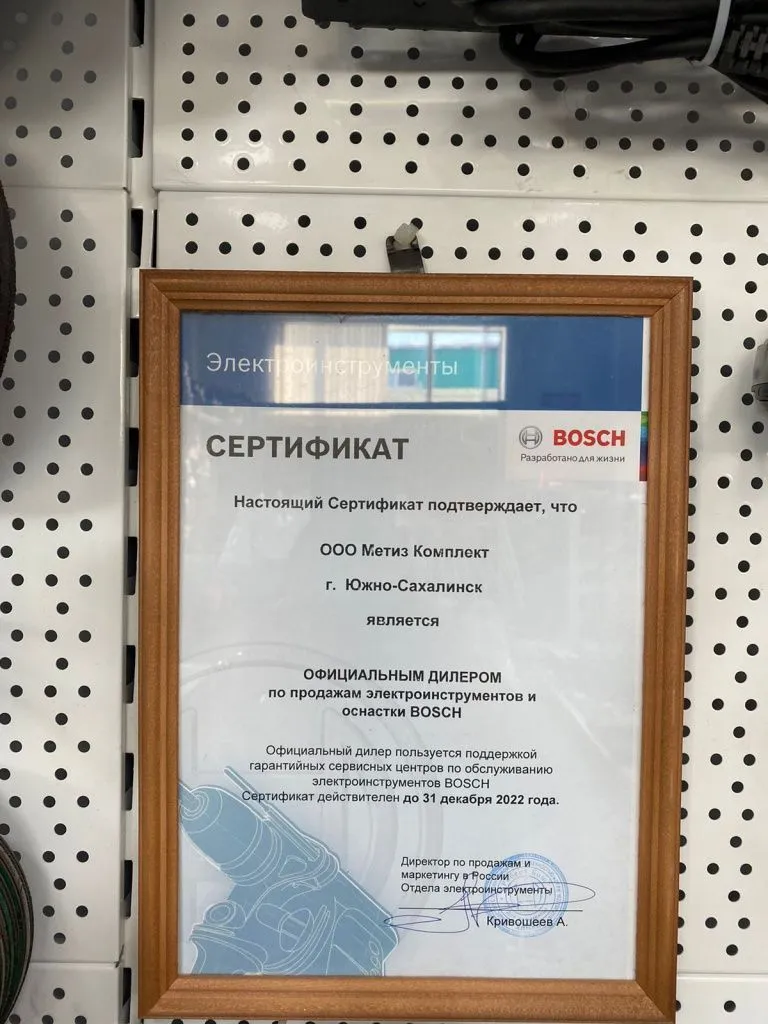 Электроинструменты
СЕРТИФИКАТ
BOSCH
Разработано для жизни
Настоящий Сертификат подтверждает, что
ООО Метиз Комплект
г. Южно-Сахалинск
является
ОФИЦИАЛЬНЫМ ДИЛЕРОМ
по продажам электроинструментов и
оснастки BOSCH
Официальный дилер пользуется поддержкой
гарантийных сервисных центров по обслуживанию
электроинструментов BOSCH
Сертификат действителен до 31 декабря 2022 года.
Директор по продажам и
маркетингу в России
Отдела электроинструменты
Кривошеев А.